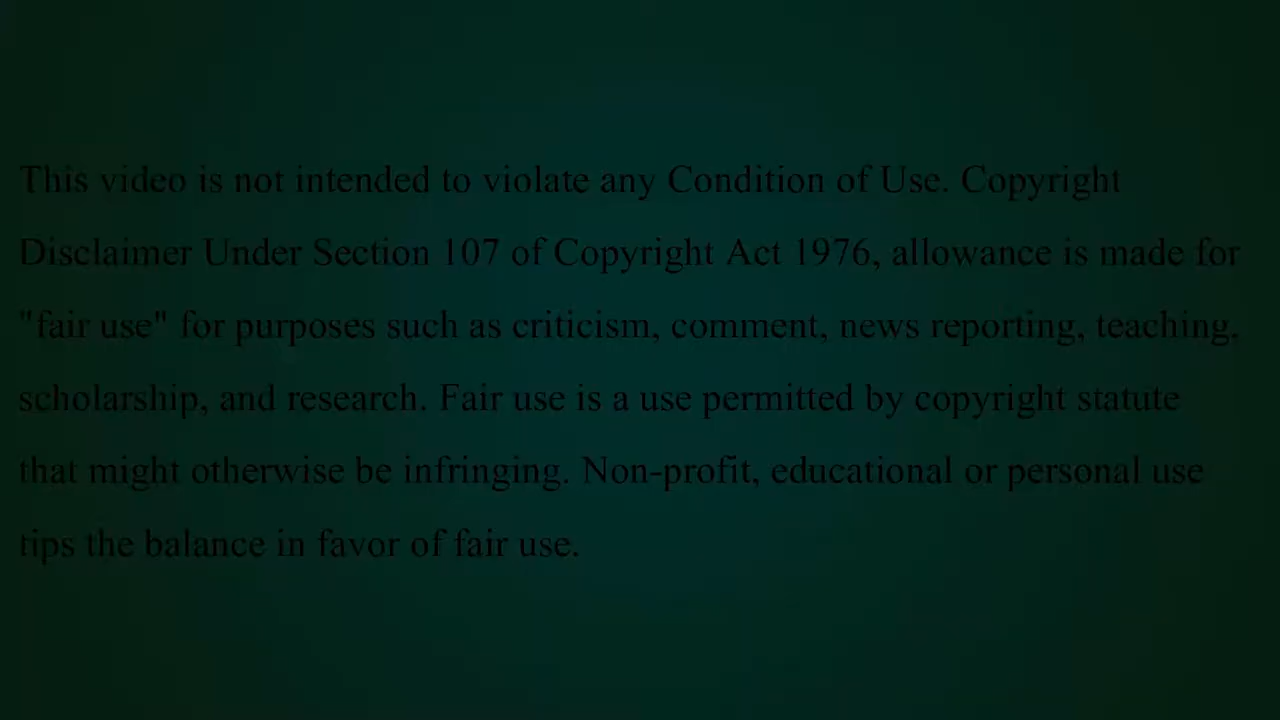 This video is not intended to violate any Condition of Use. Copyright
Disclaimer Under Section 107 of Copyright Act 1976, allowance is made for
"fair use" for purposes such as criticism, comment, news reporting, teaching,
scholarship, and research. Fair use is a use permitted by copyright statute
that might otherwise be infringing. Non-profit, educational or personal use
tips the balance in favor of fair use.